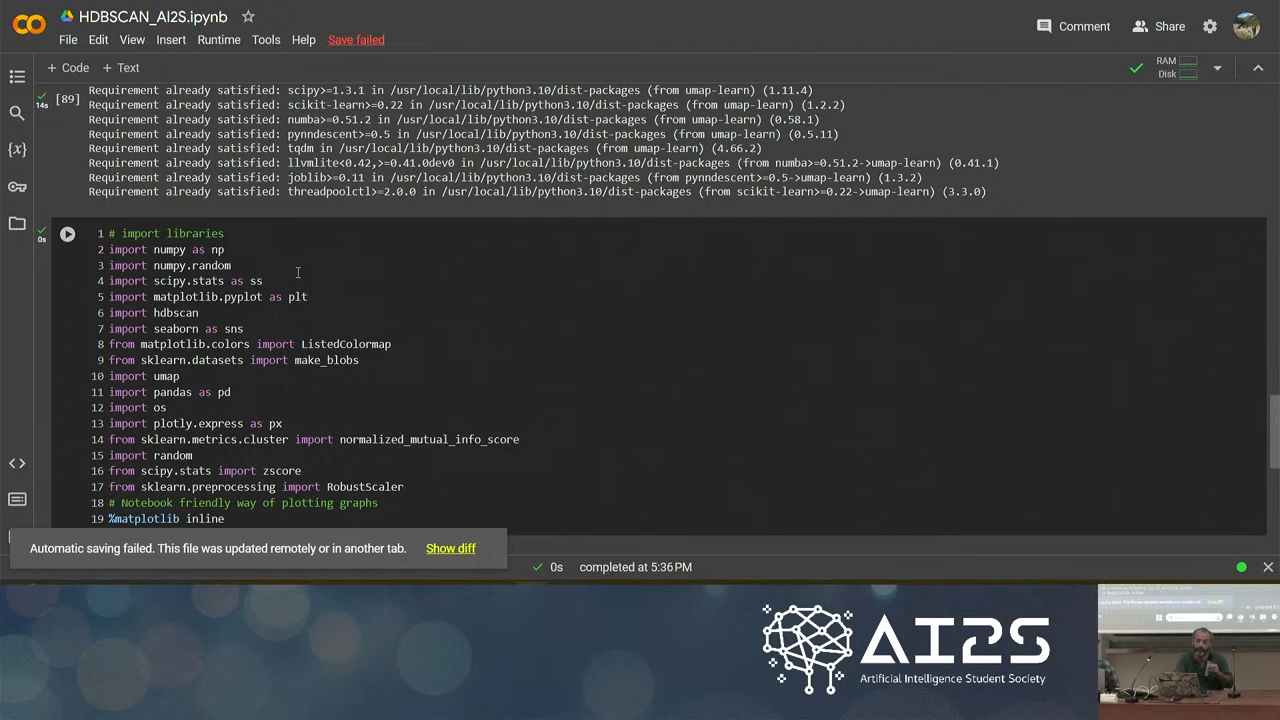 HDBSCAN_AI2S.ipynb
File Edit View Insert Runtime Tools Help Save failed
Comment Share
+ Code + Text
RAM
Disk
[89]
14s
Requirement already satisfied: scipy>=1.3.1 in /usr/local/lib/python3.10/dist-packages (from umap-learn) (1.11.4)
Requirement already satisfied: scikit-learn>=0.22 in /usr/local/lib/python3.10/dist-packages (from umap-learn) (1.2.2)
Requirement already satisfied: numba>=0.51.2 in /usr/local/lib/python3.10/dist-packages (from umap-learn) (0.58.1)
Requirement already satisfied: pynndescent>=0.5 in /usr/local/lib/python3.10/dist-packages (from umap-learn) (0.5.11)
Requirement already satisfied: tqdm in /usr/local/lib/python3.10/dist-packages (from umap-learn) (4.66.2)
Requirement already satisfied: llvmlite<0.42,>=0.41.0dev0 in /usr/local/lib/python3.10/dist-packages (from numba>=0.51.2->umap-learn) (0.41.1)
Requirement already satisfied: joblib>=0.11 in /usr/local/lib/python3.10/dist-packages (from pynndescent>=0.5->umap-learn) (1.3.2)
Requirement already satisfied: threadpoolctl>=2.0.0 in /usr/local/lib/python3.10/dist-packages (from scikit-learn>=0.22->umap-learn) (3.3.0)
0s
1 # import libraries
2 import numpy as np
3 import numpy.random
4 import scipy.stats as ss
5 import matplotlib.pyplot as plt
6 import hdbscan
7 import seaborn as sns
8 from matplotlib.colors import ListedColormap
9 from sklearn.datasets import make_blobs
10 import umap
11 import pandas as pd
12 import os
13 import plotly.express as px
14 from sklearn.metrics.cluster import normalized_mutual_info_score
15 import random
16 from scipy.stats import zscore
17 from sklearn.preprocessing import RobustScaler
18 # Notebook friendly way of plotting graphs
19 %matplotlib inline
Automatic saving failed. This file was updated remotely or in another tab. Show diff
0s completed at 5:36 PM
AI2S
Artificial Intelligence Student Society